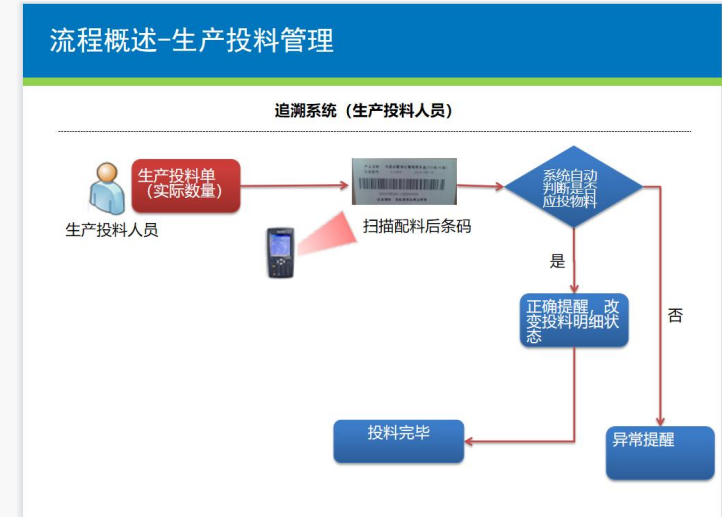 流程概述-生产投料管理
追溯系统（生产投料人员）
生产投料单
（实际数量）
生产投料人员
扫描配料后条码
系统自动
判断是否
应投物料
是
否
正确提醒，改
变投料明细状
态
投料完毕
异常提醒